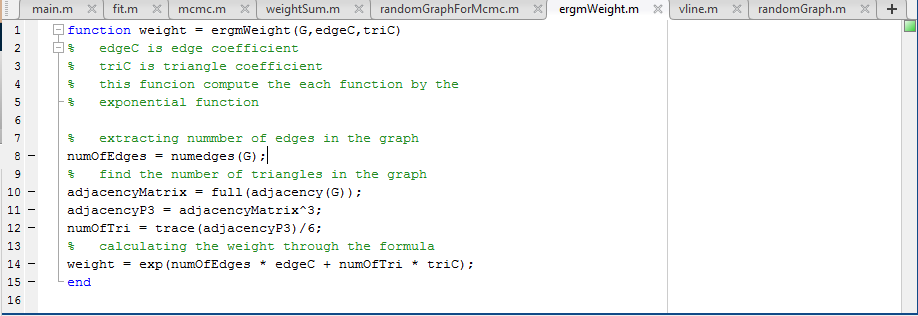 main.m fit.m mcmc.m weightSum.m randomGraphForMcmc.m ergmWeight.m vline.m randomGraph.m +
1 function weight = ergmWeight(G,edgeC,triC)
2 % edgeC is edge coefficient
3 % triC is triangle coefficient
4 % this funcion compute the each function by the
5 % exponential function
6
7 % extracting nummber of edges in the graph
8 numOfEdges = numedges(G);
9 % find the number of triangles in the graph
10 adjacencyMatrix = full(adjacency(G));
11 adjacencyP3 = adjacencyMatrix^3;
12 numOfTri = trace(adjacencyP3)/6;
13 % calculating the weight through the formula
14 weight = exp(numOfEdges * edgeC + numOfTri * triC);
15 end
16